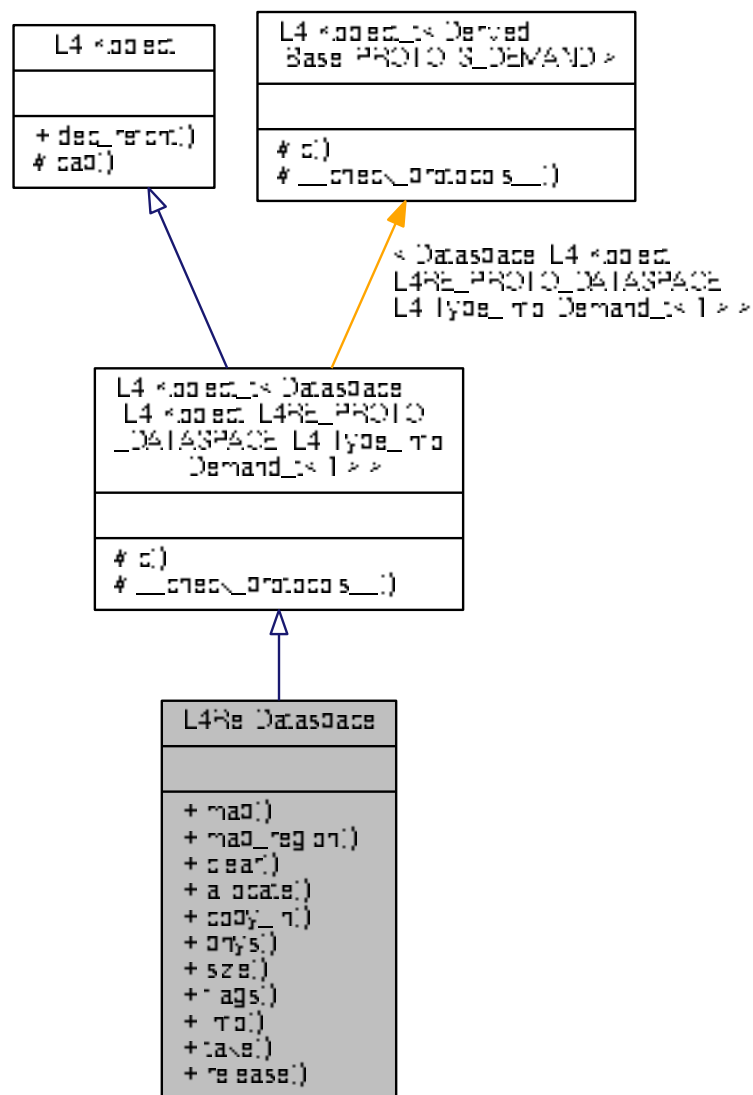 L4::Kobject
+ dec_refcnt()
# cap()
L4::Kobject_t< Derived,
Base, PROTO, S_DEMAND >
# c()
# __check_protocols__()
< Dataspace, L4::Kobject,
L4RE_PROTO_DATASPACE,
L4::Type_info::Demand_t< 1 > >
L4::Kobject_t< Dataspace,
L4::Kobject, L4RE_PROTO
_DATASPACE, L4::Type_info
::Demand_t< 1 > >
# c()
# __check_protocols__()
L4Re::Dataspace
+ map()
+ map_region()
+ clear()
+ allocate()
+ copy_in()
+ phys()
+ size()
+ flags()
+ info()
+ take()
+ release()